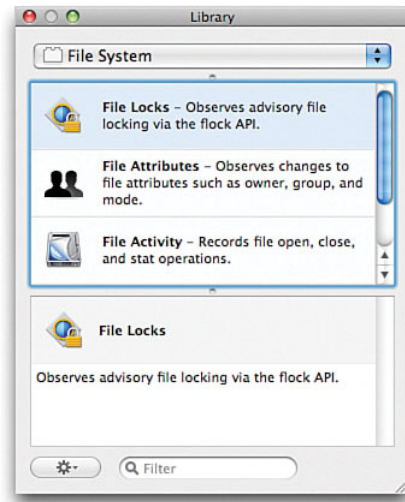 Library
File System
File Locks – Observes advisory file
locking via the flock API.
File Attributes – Observes changes to
file attributes such as owner, group, and
mode.
File Activity – Records file open, close,
and stat operations.
File Locks
Observes advisory file locking via the flock API.
Filter